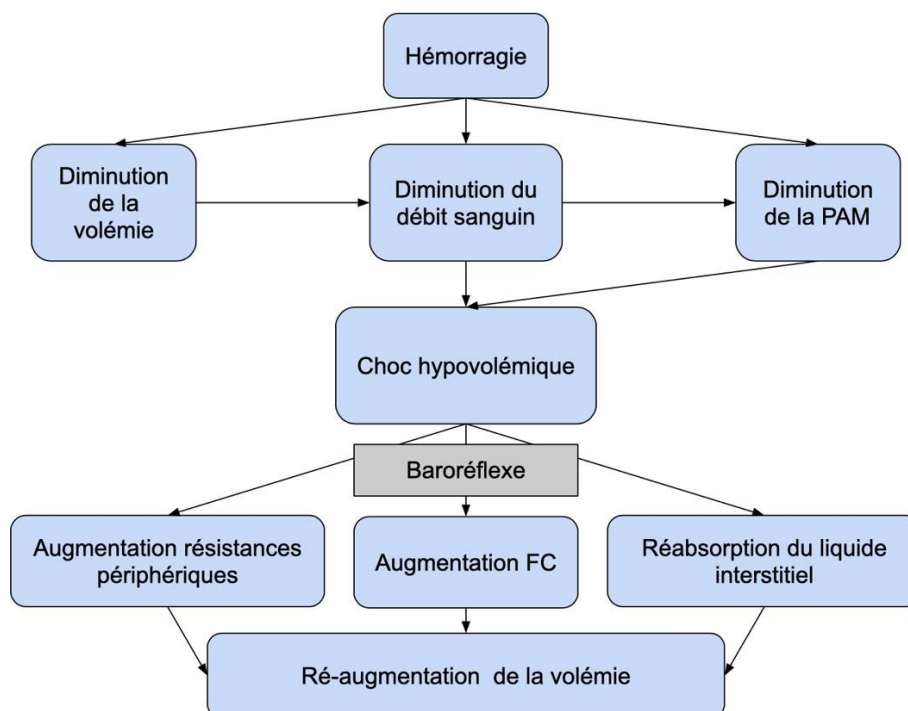 Hémorragie
Diminution
de la
volémie
Diminution du
débit sanguin
Diminution
de la PAM
Choc hypovolémique
Baroréflexe
Augmentation résistances
périphériques
Augmentation FC
Réabsorption du liquide
interstitiel
Ré-augmentation de la volémie